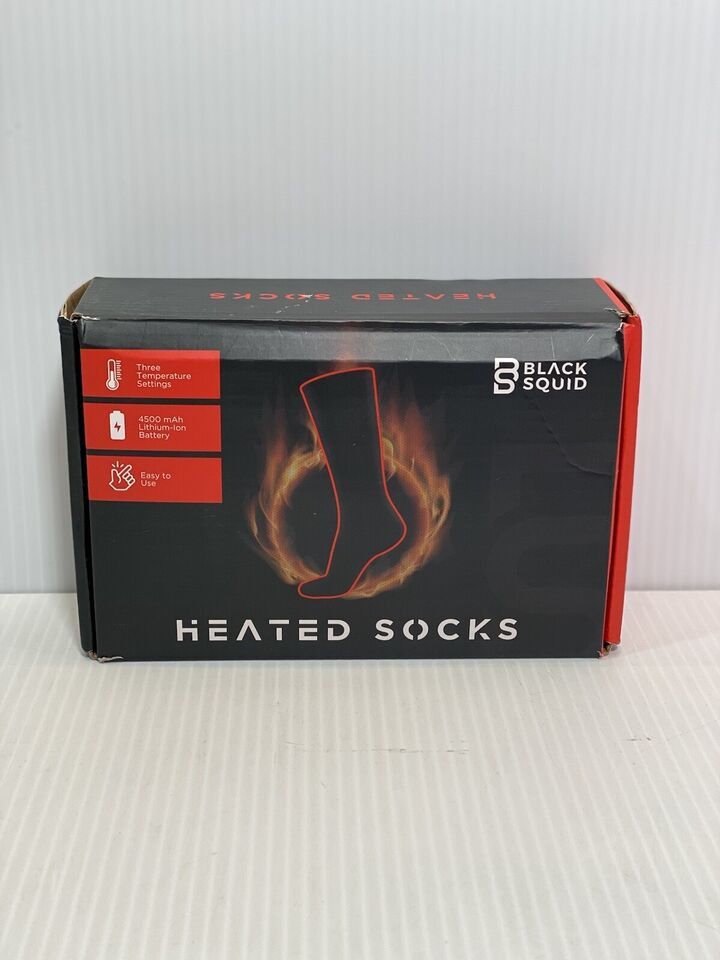 HEATED SOCKS
Three
Temperature
Settings
4500 mAh
Lithium-Ion
Battery
Easy to
Use
BLACK
SQUID
HEATED SOCKS